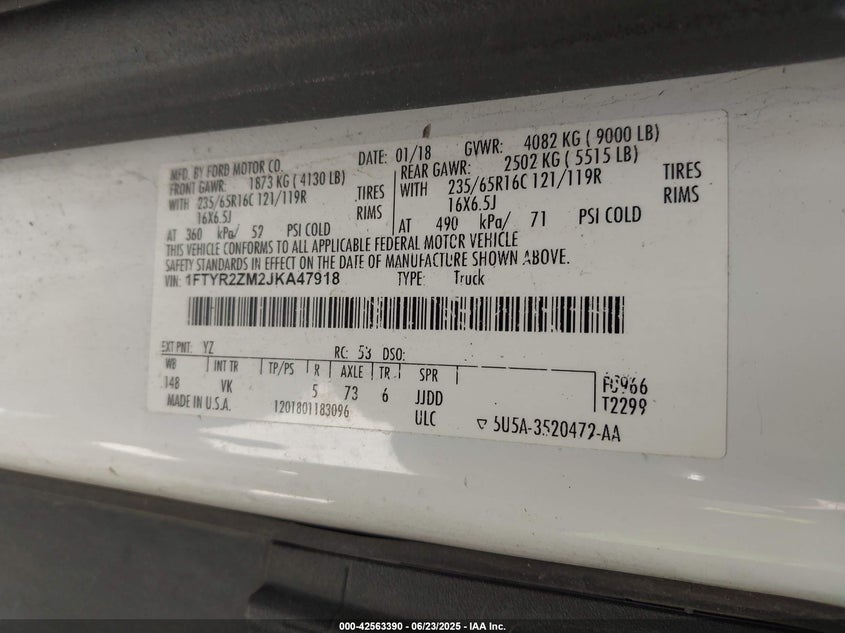 MFD. BY FORD MOTOR CO.
DATE: 01/18 GVWR: 4082 KG ( 9000 LB)
FRONT GAWR: 1873 KG ( 4130 LB) REAR GAWR: 2502 KG ( 5515 LB)
WITH 235/65R16C 121/119R TIRES WITH 235/65R16C 121/119R TIRES
16X6.5J RIMS 16X6.5J RIMS
AT 360 kPa/ 52 PSI COLD AT 490 kPa/ 71 PSI COLD
THIS VEHICLE CONFORMS TO ALL APPLICABLE FEDERAL MOTOR VEHICLE
SAFETY STANDARDS IN EFFECT ON THE DATE OF MANUFACTURE SHOWN ABOVE.
VIN: 1FTYR2ZM2JKA47918 TYPE: Truck
EXT PNT: YZ RC: 53 DSO:
WB INT TR TP/PS R AXLE TR SPR
148 VK 5 73 6 JJDD
F0966
T2299
MADE IN U.S.A. 1201801183096 ULC ▽ 5U5A-3520472-AA
000-42563390 - 06/23/2025 - IAA Inc.